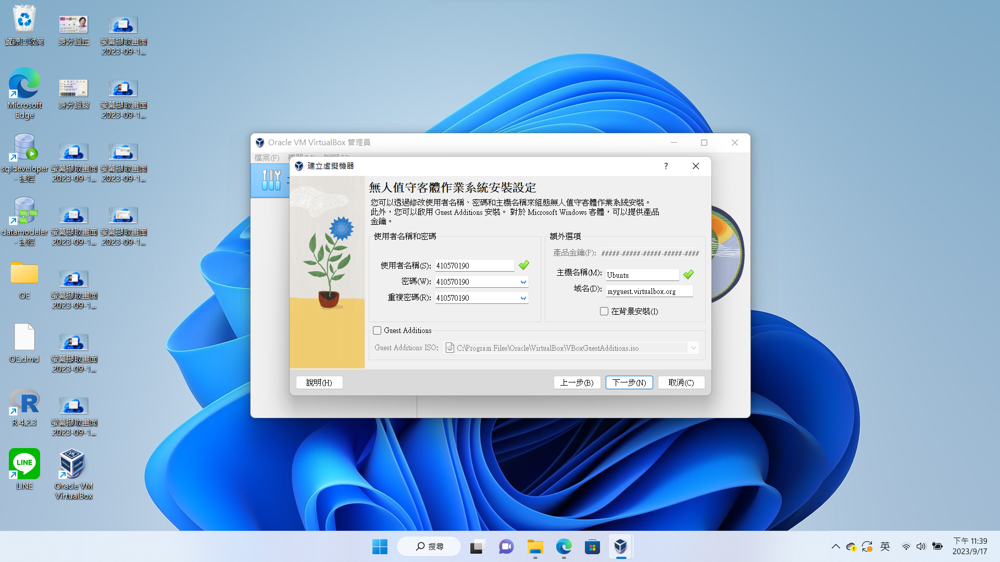 資源回收筒
身分證正
螢幕擷取畫面
2023-09-1...
Microsoft
Edge
身分證背
螢幕擷取畫面
2023-09-1...
sqldeveloper
- 捷徑
螢幕擷取畫面
2023-09-1...
螢幕擷取畫面
2023-09-1...
datamodeler
- 捷徑
螢幕擷取畫面
2023-09-1...
螢幕擷取畫面
2023-09-1...
OE
螢幕擷取畫面
2023-09-1...
OE.dmd
螢幕擷取畫面
2023-09-1...
R 4.2.3
螢幕擷取畫面
2023-09-1...
LINE
LINE
Oracle VM
VirtualBox
Oracle VM VirtualBox 管理員
檔案(F)
建立虛擬機器
?
無人值守客體作業系統安裝設定
您可以透過修改使用者名稱、密碼和主機名稱來組態無人值守客體作業系統安裝。
此外，您可以啟用 Guest Additions 安裝。 對於 Microsoft Windows 客體，可以提供產品
金鑰。
使用者名稱和密碼
使用者名稱(S): 410570190
密碼(W): 410570190
重複密碼(R): 410570190
額外選項
產品金鑰(P): #####-#####-#####-#####-####
主機名稱(M): Ubuntu
域名(D): myguest.virtualbox.org
在背景安裝(I)
Guest Additions
Guest Additions ISO: C:\Program Files\Oracle\VirtualBox\VBoxGuestAdditions.iso
說明(H)
上一步(B)
下一步(N)
取消(C)
搜尋
英
下午 11:39
2023/9/17